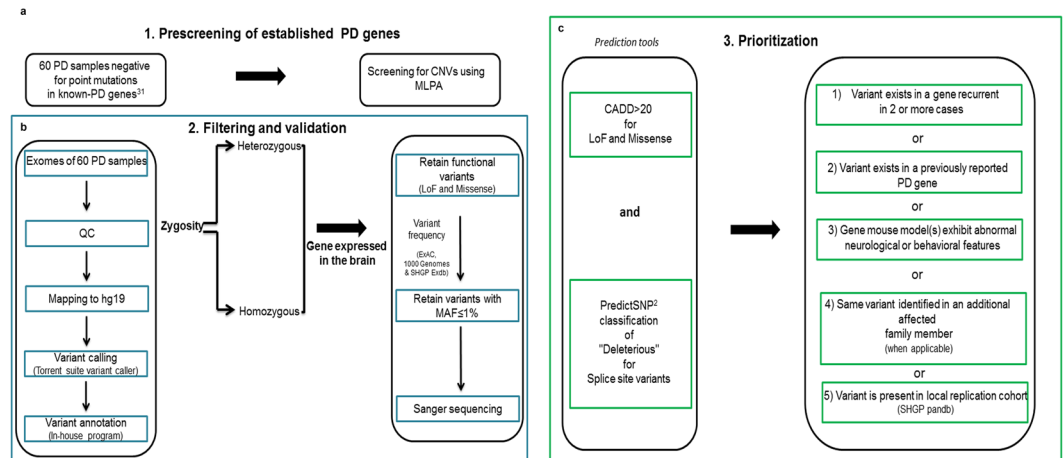 a
1. Prescreening of established PD genes
60 PD samples negative
for point mutations
in known-PD genes31
Screening for CNVs using
MLPA
b
2. Filtering and validation
Exomes of 60 PD samples
QC
Mapping to hg19
Variant calling
(Torrent suite variant caller)
Variant annotation
(In-house program)
Zygosity
Heterozygous
Homozygous
Gene expressed
in the brain
Retain functional
variants
(LoF and Missense)
Variant
frequency
(ExAC,
1000 Genomes
& SHGP Exdb)
Retain variants with
MAF≤1%
Sanger sequencing
c
Prediction tools
3. Prioritization
CADD>20
for
LoF and Missense
and
PredictSNP2
classification
of
"Deleterious"
for
Splice site variants
1) Variant exists in a gene recurrent
in 2 or more cases
or
2) Variant exists in a previously reported
PD gene
or
3) Gene mouse model(s) exhibit abnormal
neurological or behavioral features
or
4) Same variant identified in an additional
affected
family member
(when applicable)
or
5) Variant is present in local replication cohort
(SHGP pandb)